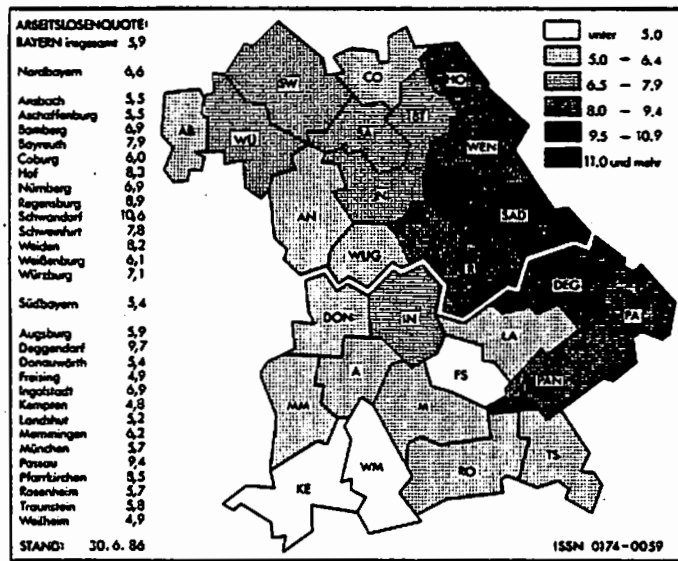 ARBEITSLOSENQUOTE:
BAYERN insgesamt 5,9
Nordbayern 6,6
Ansbach 5,5
Aschaffenburg 5,5
Bamberg 6,9
Bayreuth 7,9
Coburg 6,0
Hof 8,3
Nürnberg 6,9
Regensburg 8,9
Schwandorf 10,6
Schweinfurt 7,8
Weiden 8,2
Weißenburg 6,1
Würzburg 7,1
Südbayern 5,4
Augsburg 5,9
Deggendorf 9,7
Donauwörth 5,4
Freising 4,9
Ingolstadt 6,9
Kempten 4,8
Landshut 5,2
Memmingen 6,2
München 5,7
Passau 9,4
Pfarrkirchen 8,5
Rosenheim 5,7
Traunstein 5,8
Weilheim 4,9
STAND: 30.6.86
unter 5.0
5.0 - 6.4
6.5 - 7.9
8.0 - 9.4
9.5 - 10.9
11.0 und mehr
CO
HO
SW
BT
AB
WÜ
BA
WEN
N
AN
SAD
WUG
R
DEG
DON
IN
PA
LA
A
FS
PAN
MM
M
WM
RO
TS
KE
ISSN 0174-0059